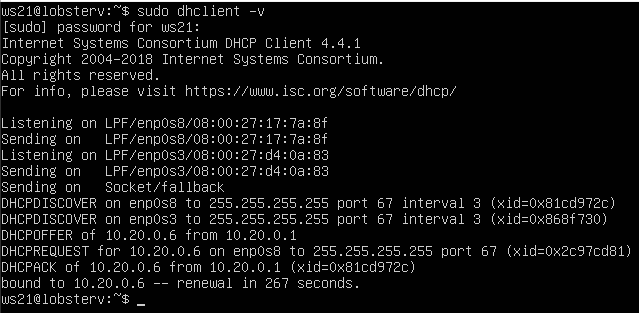 ws21@lobsterv:~$ sudo dhclient -v
[sudo] password for ws21:
Internet Systems Consortium DHCP Client 4.4.1
Copyright 2004-2018 Internet Systems Consortium.
All rights reserved.
For info, please visit https://www.isc.org/software/dhcp/

Listening on LPF/enp0s8/08:00:27:17:7a:8f
Sending on   LPF/enp0s8/08:00:27:17:7a:8f
Listening on LPF/enp0s3/08:00:27:d4:0a:83
Sending on   LPF/enp0s3/08:00:27:d4:0a:83
Sending on   Socket/fallback
DHCPDISCOVER on enp0s8 to 255.255.255.255 port 67 interval 3 (xid=0x81cd972c)
DHCPDISCOVER on enp0s3 to 255.255.255.255 port 67 interval 3 (xid=0x868f730)
DHCPOFFER of 10.20.0.6 from 10.20.0.1
DHCPREQUEST for 10.20.0.6 on enp0s8 to 255.255.255.255 port 67 (xid=0x2c97cd81)
DHCPACK of 10.20.0.6 from 10.20.0.1 (xid=0x81cd972c)
bound to 10.20.0.6 -- renewal in 267 seconds.
ws21@lobsterv:~$ _